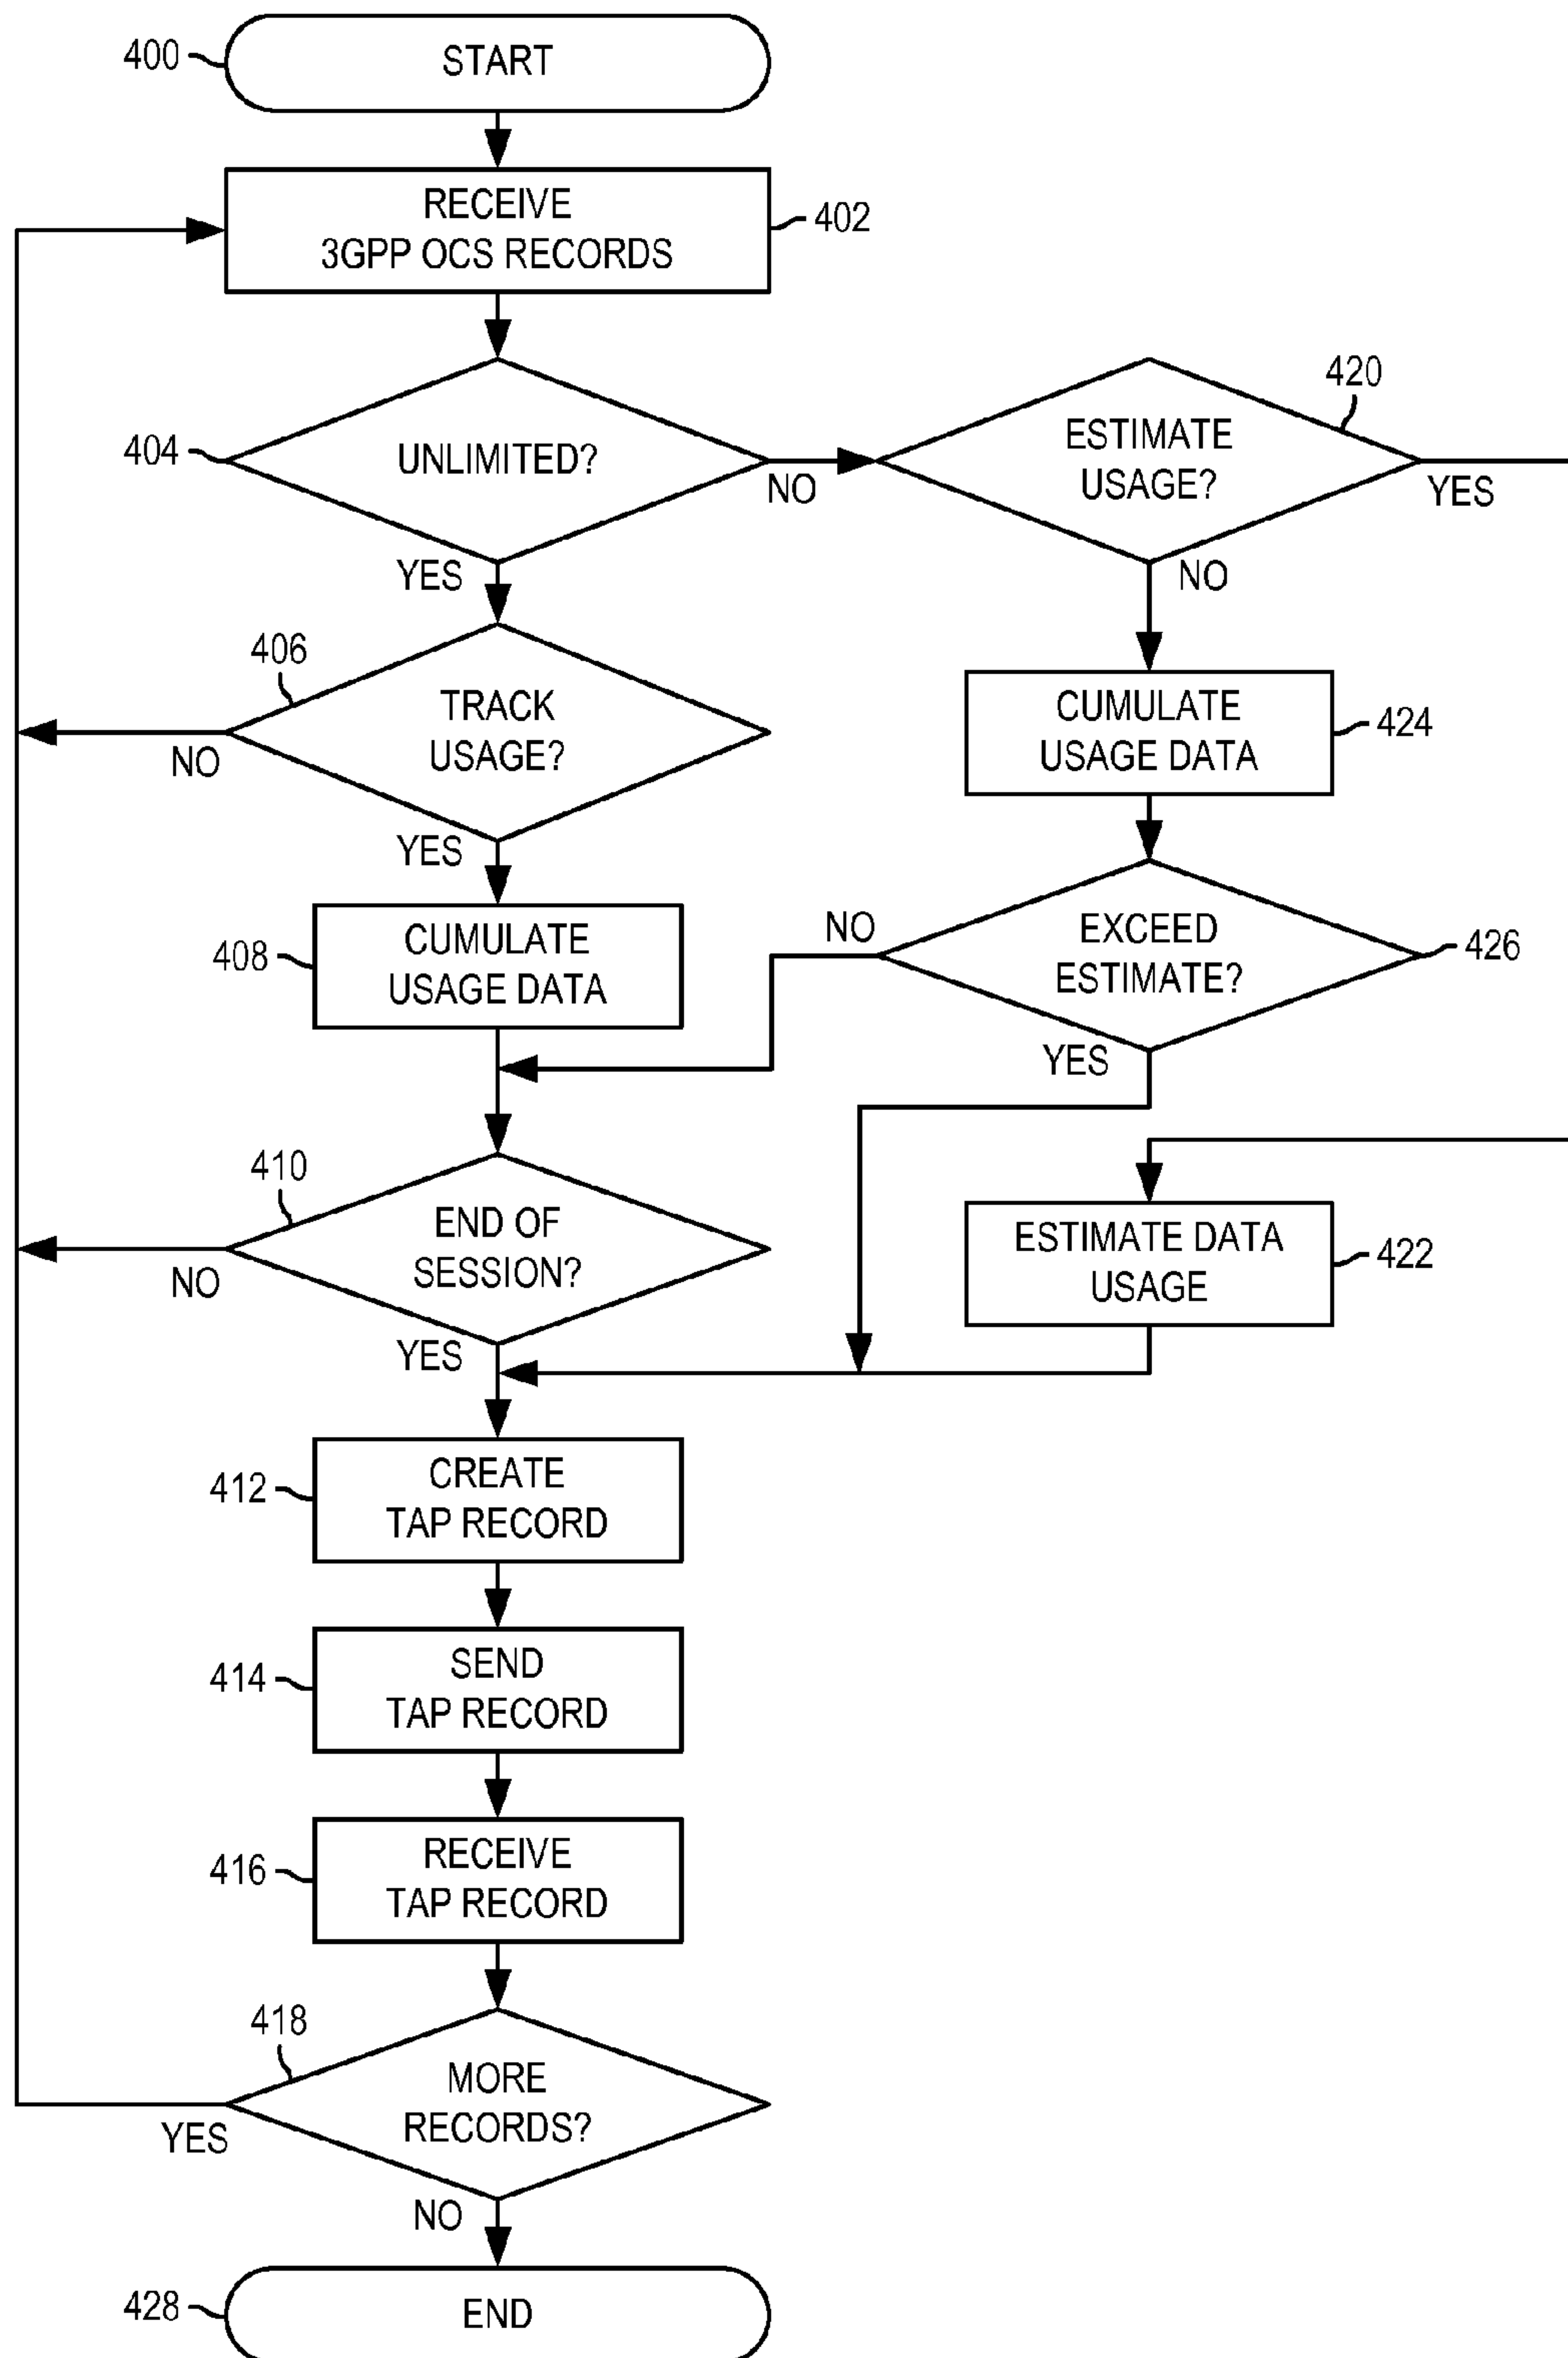 400
START
RECEIVE
3GPP OCS RECORDS
402
404
UNLIMITED?
NO
YES
420
ESTIMATE
USAGE?
YES
NO
406
TRACK
USAGE?
NO
YES
CUMULATE
USAGE DATA
424
408
CUMULATE
USAGE DATA
NO
EXCEED
ESTIMATE?
426
YES
410
END OF
SESSION?
NO
YES
ESTIMATE DATA
USAGE
422
412
CREATE
TAP RECORD
414
SEND
TAP RECORD
416
RECEIVE
TAP RECORD
418
MORE
RECORDS?
YES
NO
428
END